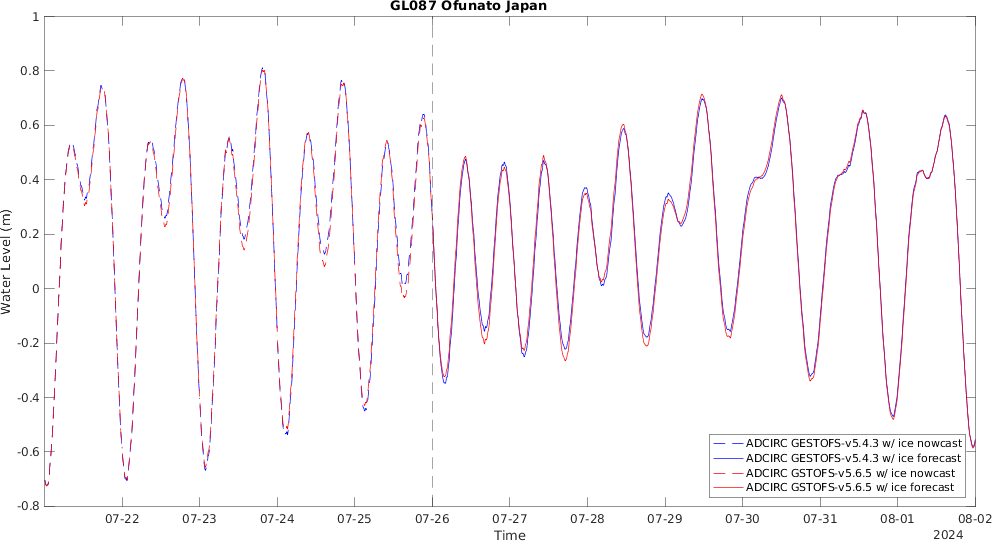 GL087 Ofunato Japan
Water Level (m)
1
0.8
0.6
0.4
0.2
0
-0.2
-0.4
-0.6
-0.8
ADCIRC GESTOFS-v5.4.3 w/ ice nowcast
ADCIRC GESTOFS-v5.4.3 w/ ice forecast
ADCIRC GSTOFS-v5.6.5 w/ ice nowcast
ADCIRC GSTOFS-v5.6.5 w/ ice forecast
07-22 07-23 07-24 07-25 07-26 07-27 07-28 07-29 07-30 07-31 08-01 08-02
Time
2024